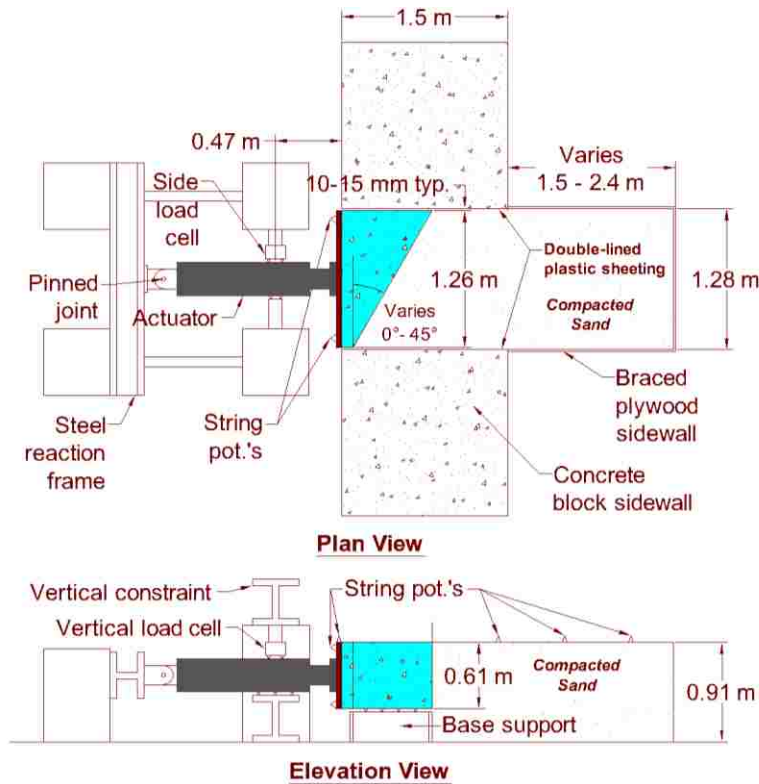 1.5 m
0.47 m
Varies
1.5 - 2.4 m
Side
load
cell
10-15 mm typ.
Double-lined
plastic sheeting
Pinned
joint
1.26 m
1.28 m
Actuator
Varies
0°- 45°
Compacted
Sand
Braced
plywood
sidewall
Steel
reaction
frame
String
pot.'s
Concrete
block sidewall
Plan View
Vertical constraint
String pot.'s
Vertical load cell
0.61 m
Compacted
Sand
0.91 m
Base support
Elevation View